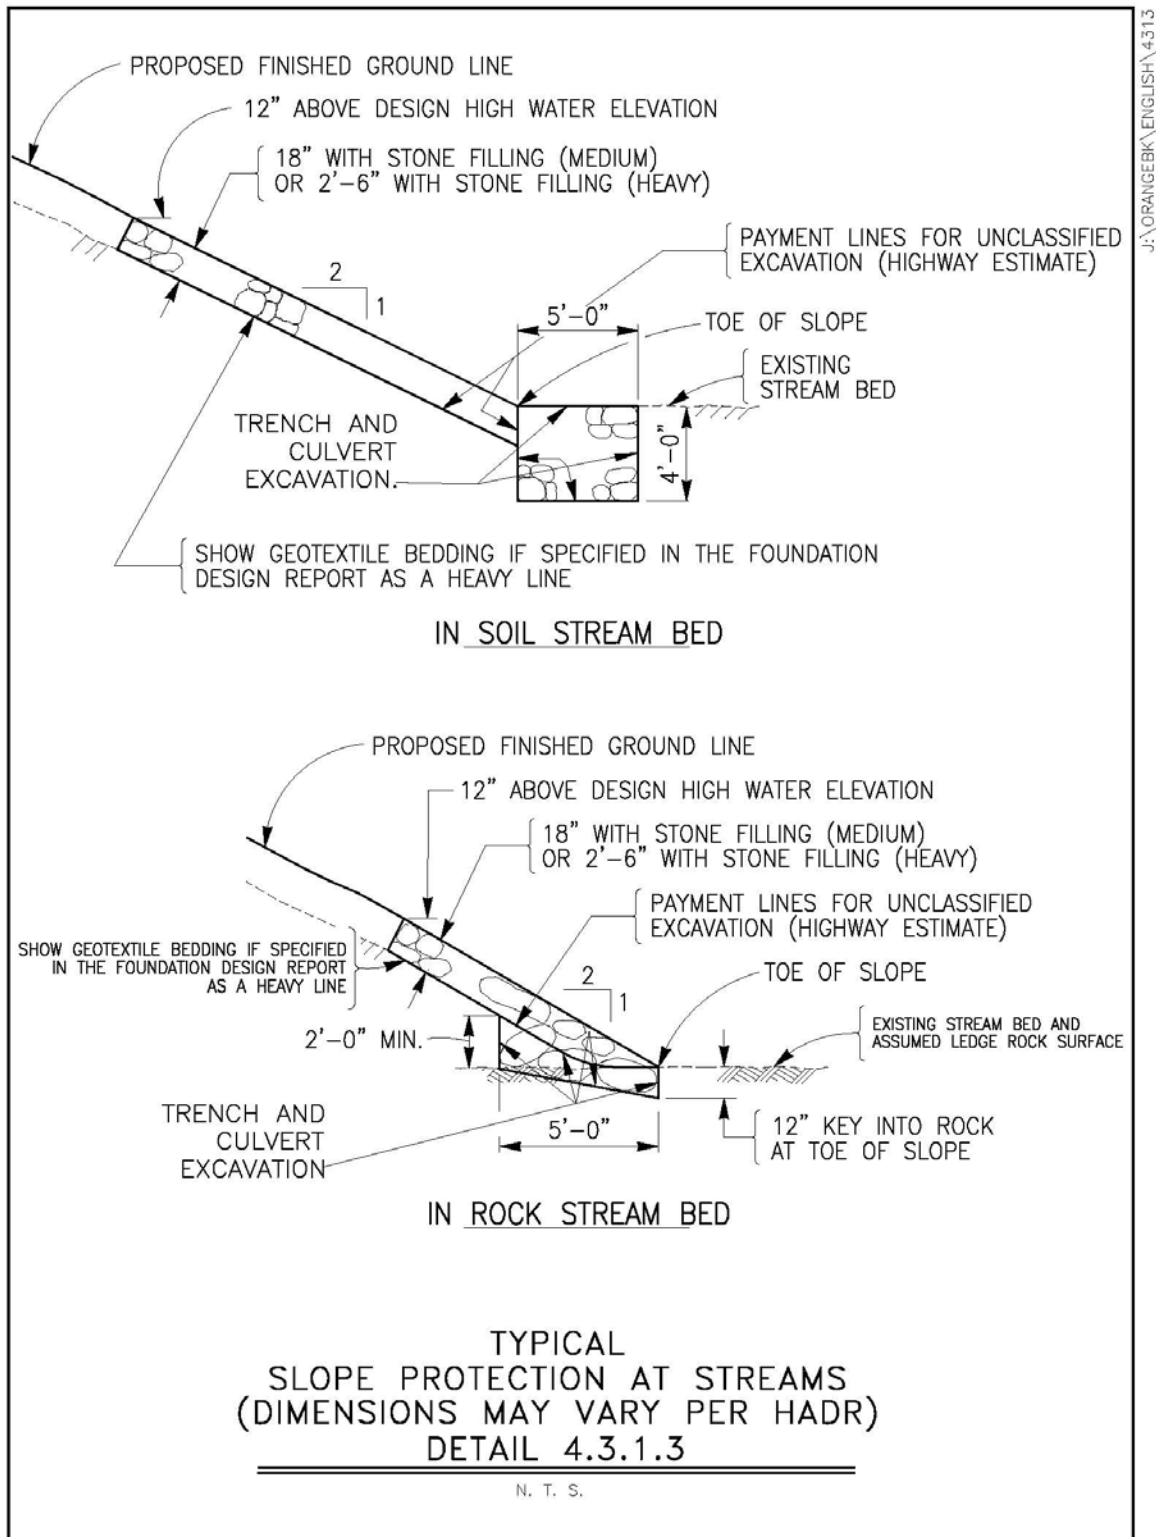 J:\ORANGEBK\ENGLISH\4313
PROPOSED FINISHED GROUND LINE
12" ABOVE DESIGN HIGH WATER ELEVATION
18" WITH STONE FILLING (MEDIUM)
OR 2'-6" WITH STONE FILLING (HEAVY)
PAYMENT LINES FOR UNCLASSIFIED
EXCAVATION (HIGHWAY ESTIMATE)
2
1
5'-0"
TOE OF SLOPE
EXISTING
STREAM BED
TRENCH AND
CULVERT
EXCAVATION.
4'-0"
SHOW GEOTEXTILE BEDDING IF SPECIFIED IN THE FOUNDATION
DESIGN REPORT AS A HEAVY LINE
IN SOIL STREAM BED
PROPOSED FINISHED GROUND LINE
12" ABOVE DESIGN HIGH WATER ELEVATION
18" WITH STONE FILLING (MEDIUM)
OR 2'-6" WITH STONE FILLING (HEAVY)
PAYMENT LINES FOR UNCLASSIFIED
EXCAVATION (HIGHWAY ESTIMATE)
SHOW GEOTEXTILE BEDDING IF SPECIFIED
IN THE FOUNDATION DESIGN REPORT
AS A HEAVY LINE
2
1
TOE OF SLOPE
2'-0" MIN.
EXISTING STREAM BED AND
ASSUMED LEDGE ROCK SURFACE
TRENCH AND
CULVERT
EXCAVATION
5'-0"
12" KEY INTO ROCK
AT TOE OF SLOPE
IN ROCK STREAM BED
TYPICAL
SLOPE PROTECTION AT STREAMS
(DIMENSIONS MAY VARY PER HADR)
DETAIL 4.3.1.3
N. T. S.